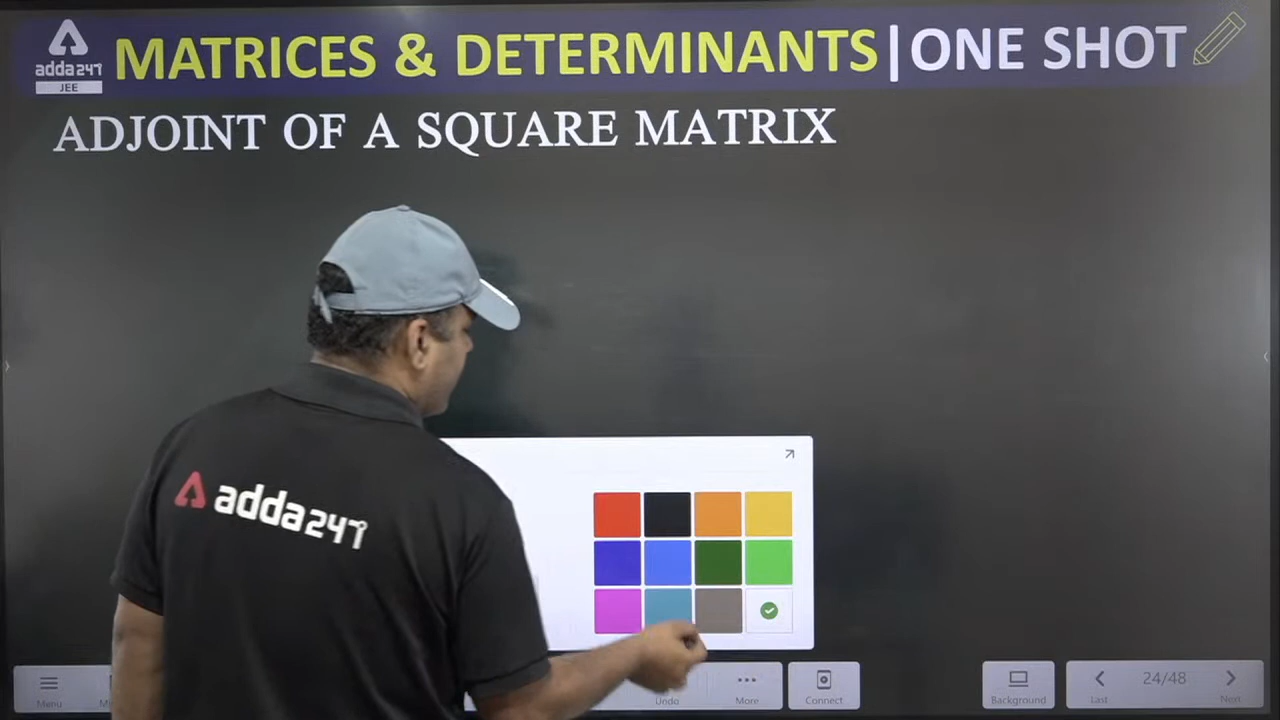 adda247
JEE
MATRICES & DETERMINANTS|ONE SHOT
ADJOINT OF A SQUARE MATRIX
adda247
Menu
Undo
More
Connect
Background
Last
24/48
Next